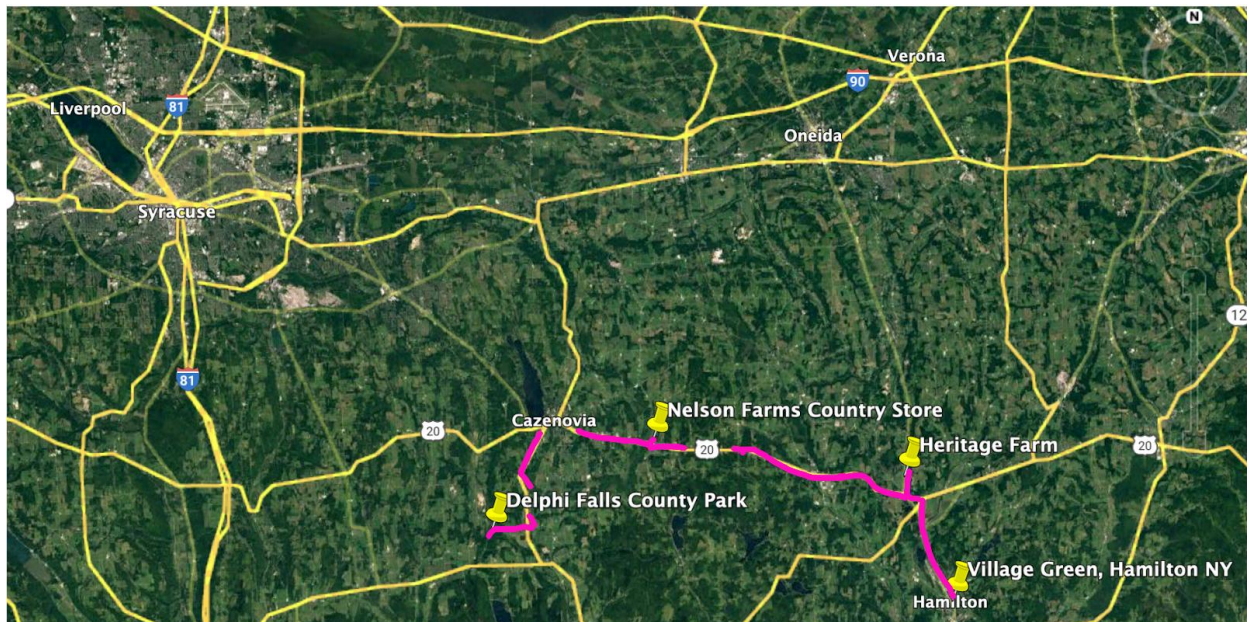 N
Verona
90
Liverpool
81
Oneida
Syracuse
12
81
Cazenovia
Nelson Farms Country Store
20
20
Heritage Farm
20
Delphi Falls County Park
Village Green, Hamilton NY
Hamilton